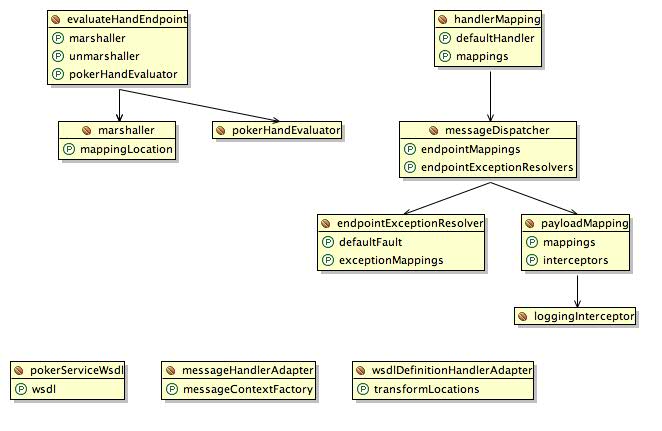 evaluateHandEndpoint
marshaller
unmarshaller
pokerHandEvaluator
handlerMapping
defaultHandler
mappings
marshaller
mappingLocation
pokerHandEvaluator
messageDispatcher
endpointMappings
endpointExceptionResolvers
endpointExceptionResolver
defaultFault
exceptionMappings
payloadMapping
mappings
interceptors
loggingInterceptor
pokerServiceWsdl
wsdl
messageHandlerAdapter
messageContextFactory
wsdlDefinitionHandlerAdapter
transformLocations